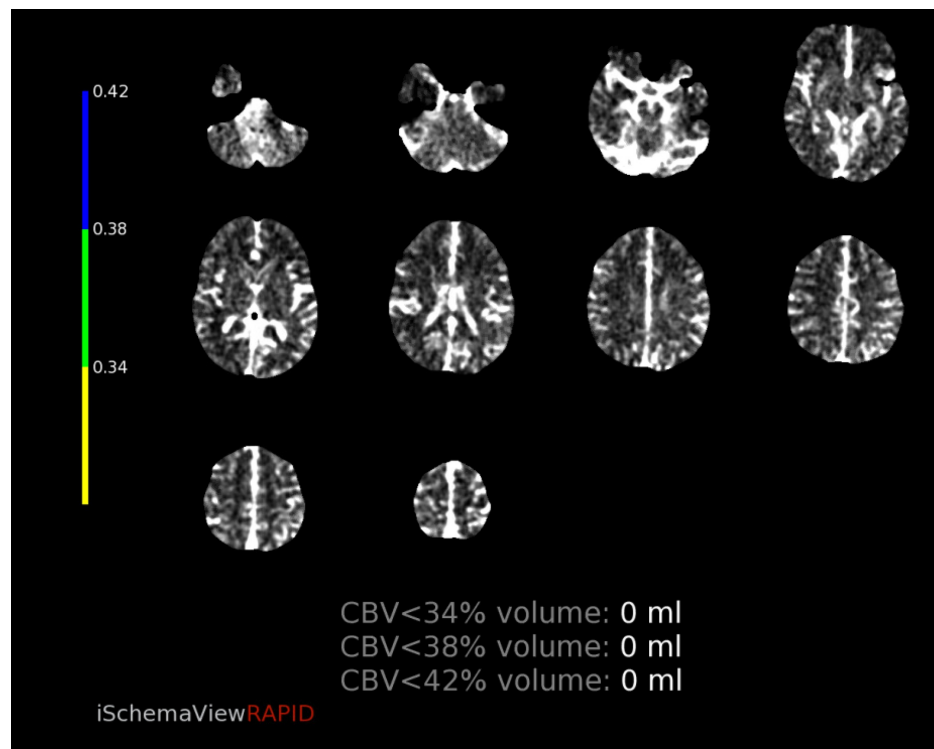 0.42
0.38
0.34
CBV<34% volume: 0 ml
CBV<38% volume: 0 ml
CBV<42% volume: 0 ml
iSchemaViewRAPID